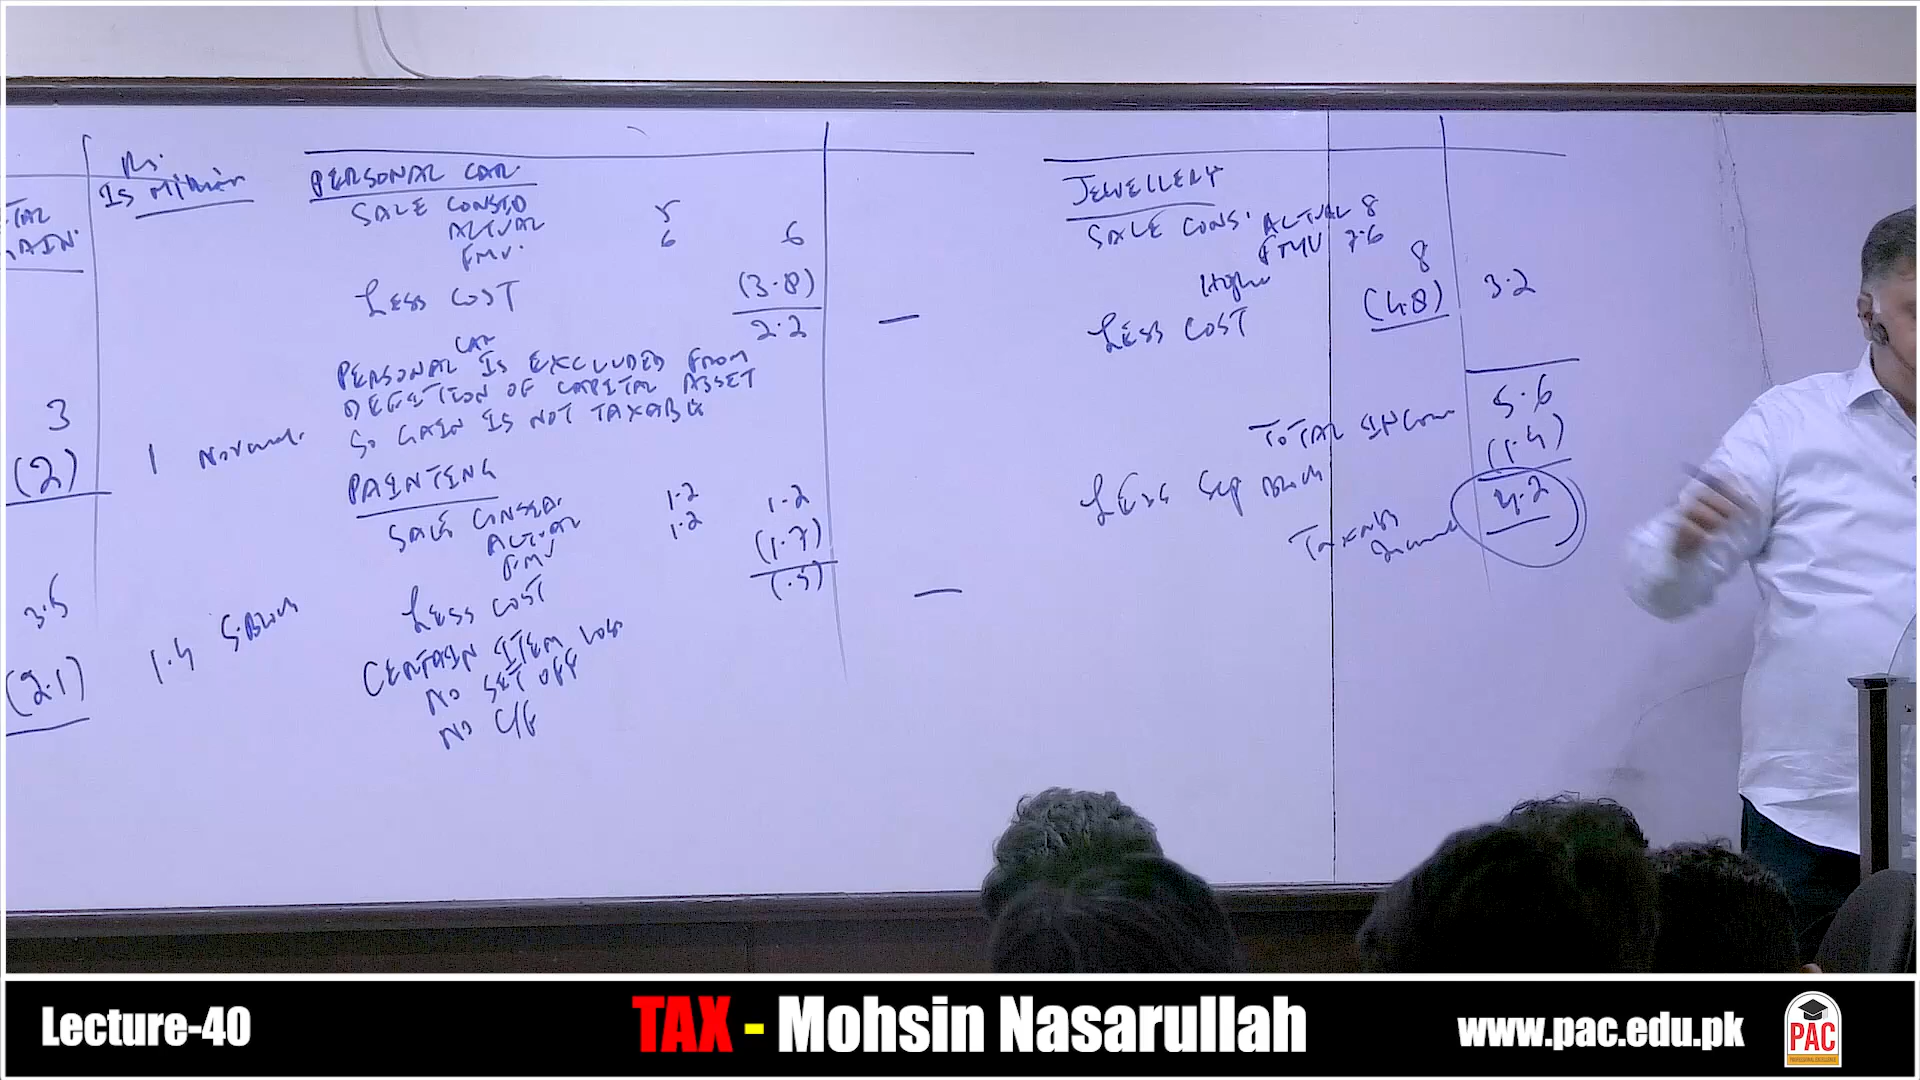 RS.
IS Million
TAL
AIN.
3
(2)
1 Normal.
3.5
(2.1)
1.4 S.Block
PERSONAL CAR.
SALE CONSID
ACTUAL 5
FMV. 6 6
LESS COST (3.8)
2.2 —
CAR
PERSONAL IS EXCLUDED FROM
DEFINITION OF CAPITAL ASSET
SO GAIN IS NOT TAXABLE
PAINTING
SALE CONSID.
ACTUAL 1.2 1.2
FMV 1.2
LESS COST (1.7)
(.5) —
CERTAIN ITEM LOSS
NO SET OFF
NO C/F
JEWELLERY
SALE CONS. ACTUAL 8
FMV 7.6
Higher 8
LESS COST (4.8) 3.2
TOTAL INCOME 5.6
LESS Sep Block (1.4)
Taxable
Income 4.2
Lecture-40
TAX - Mohsin Nasarullah
www.pac.edu.pk
PAC